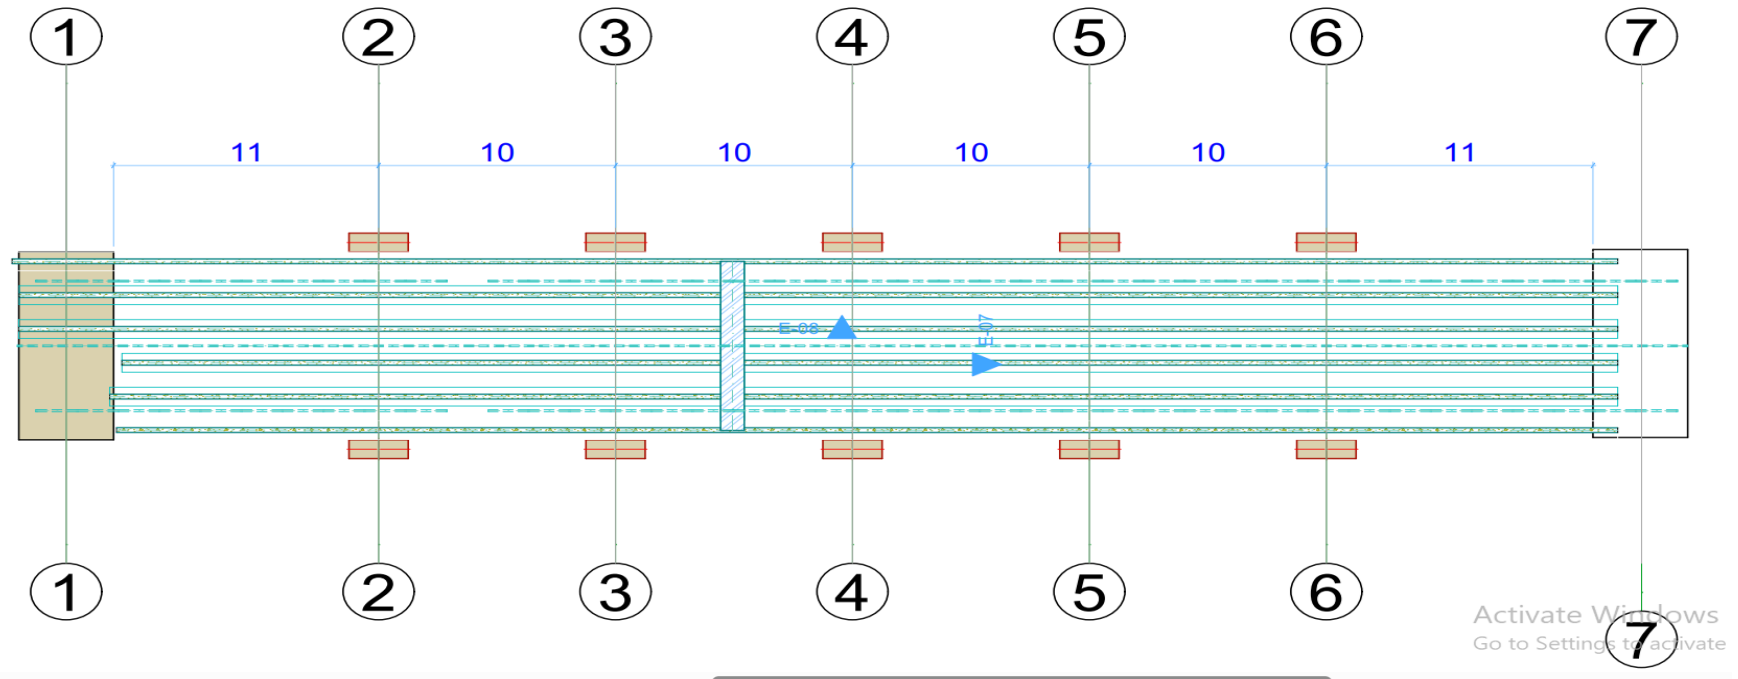 1 2 3 4 5 6 7
11 10 10 10 10 11
E-08 E-07
1 2 3 4 5 6
Activate Windows
Go to Settings to activate
7